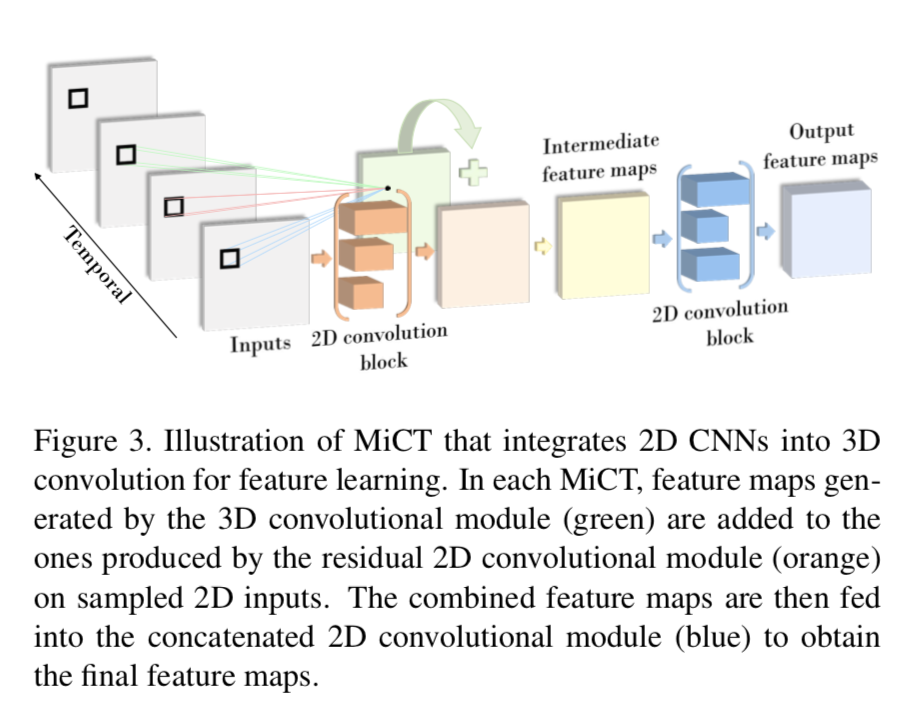 Temporal
Inputs
2D convolution
block
Intermediate
feature maps
2D convolution
block
Output
feature maps
Figure 3. Illustration of MiCT that integrates 2D CNNs into 3D
convolution for feature learning. In each MiCT, feature maps gen-
erated by the 3D convolutional module (green) are added to the
ones produced by the residual 2D convolutional module (orange)
on sampled 2D inputs. The combined feature maps are then fed
into the concatenated 2D convolutional module (blue) to obtain
the final feature maps.